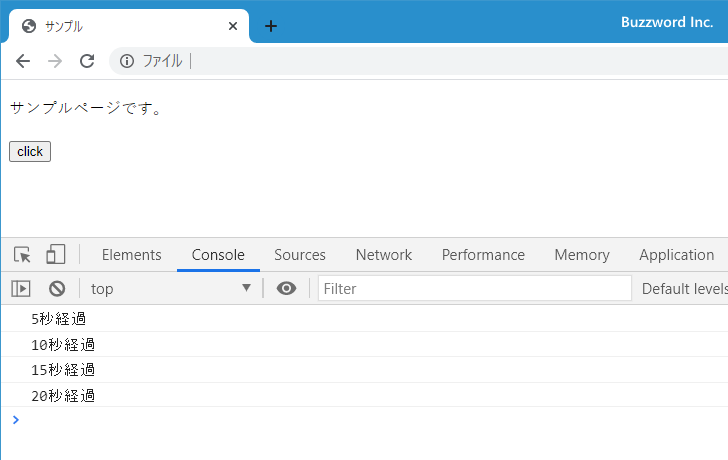 サンプル
Buzzword Inc.
ファイル
サンプルページです。
click
Elements Console Sources Network Performance Memory Application
top Filter Default levels
5秒経過
10秒経過
15秒経過
20秒経過